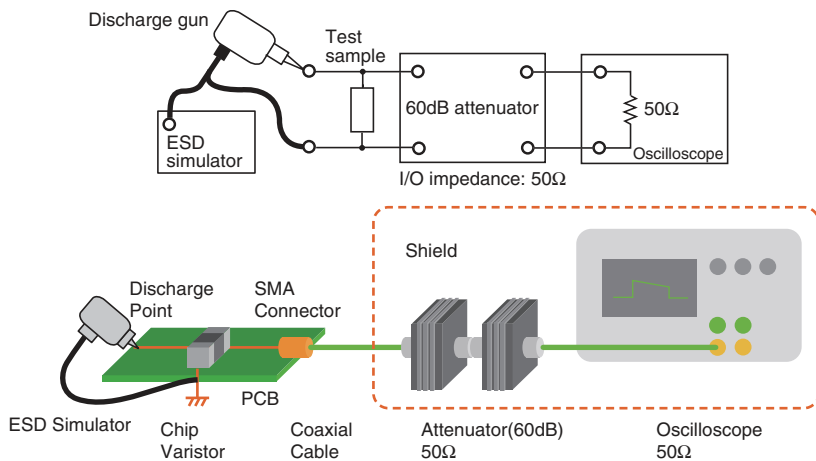 Discharge gun
Test
sample
ESD
simulator
60dB attenuator
50Ω
Oscilloscope
I/O impedance: 50Ω
Shield
Discharge
Point
SMA
Connector
PCB
ESD Simulator
Chip
Varistor
Coaxial
Cable
Attenuator(60dB)
50Ω
Oscilloscope
50Ω